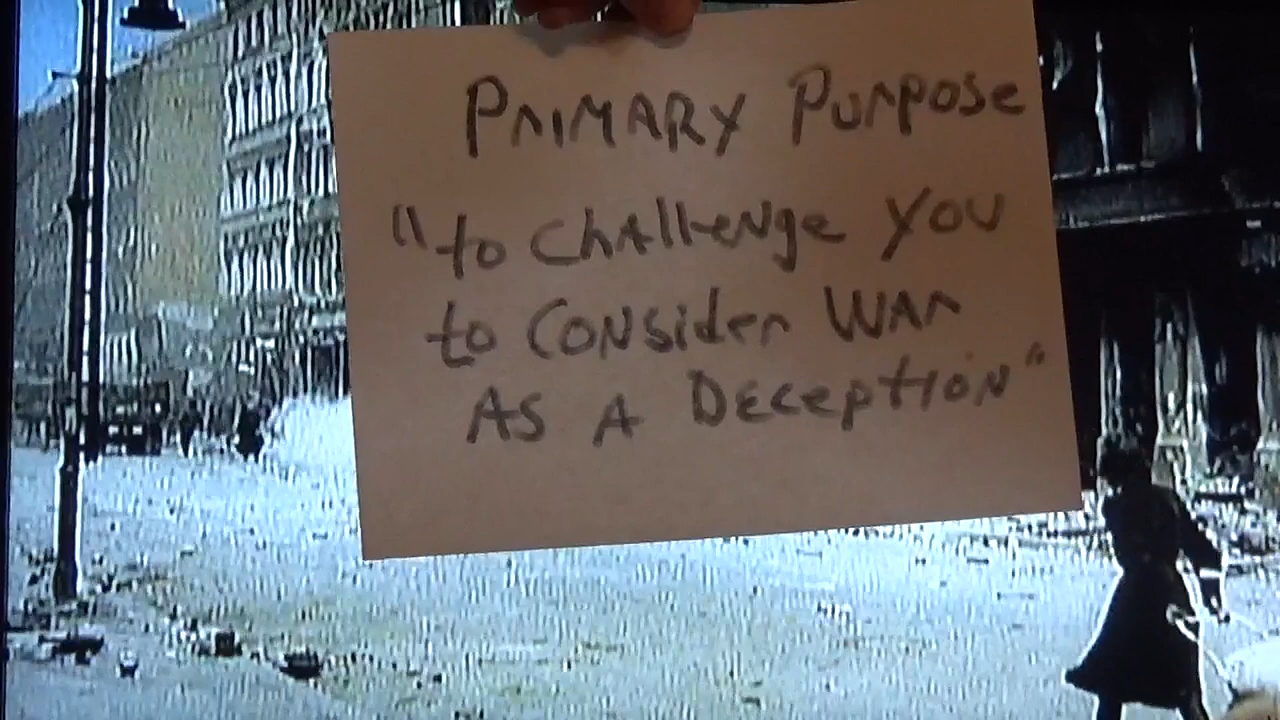 PRIMARY PURPOSE
"to Challenge You
to Consider WAR
AS A Deception"